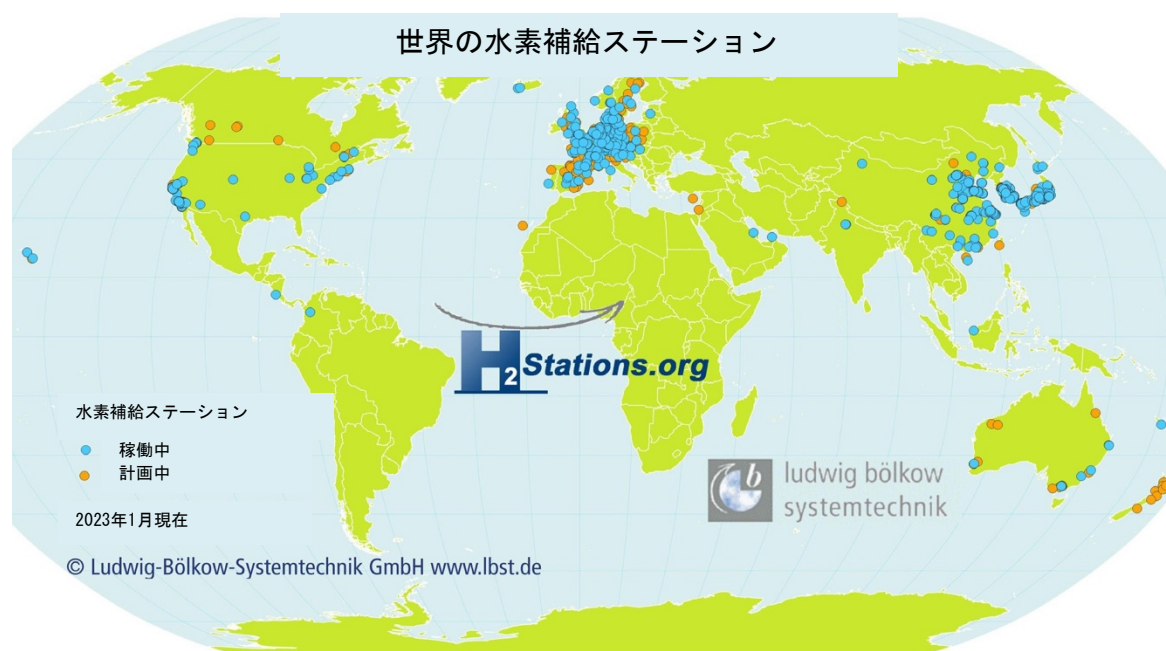 世界の水素補給ステーション
H2Stations.org
水素補給ステーション
稼働中
計画中
b
ludwig bölkow
systemtechnik
2023年1月現在
© Ludwig-Bölkow-Systemtechnik GmbH www.lbst.de